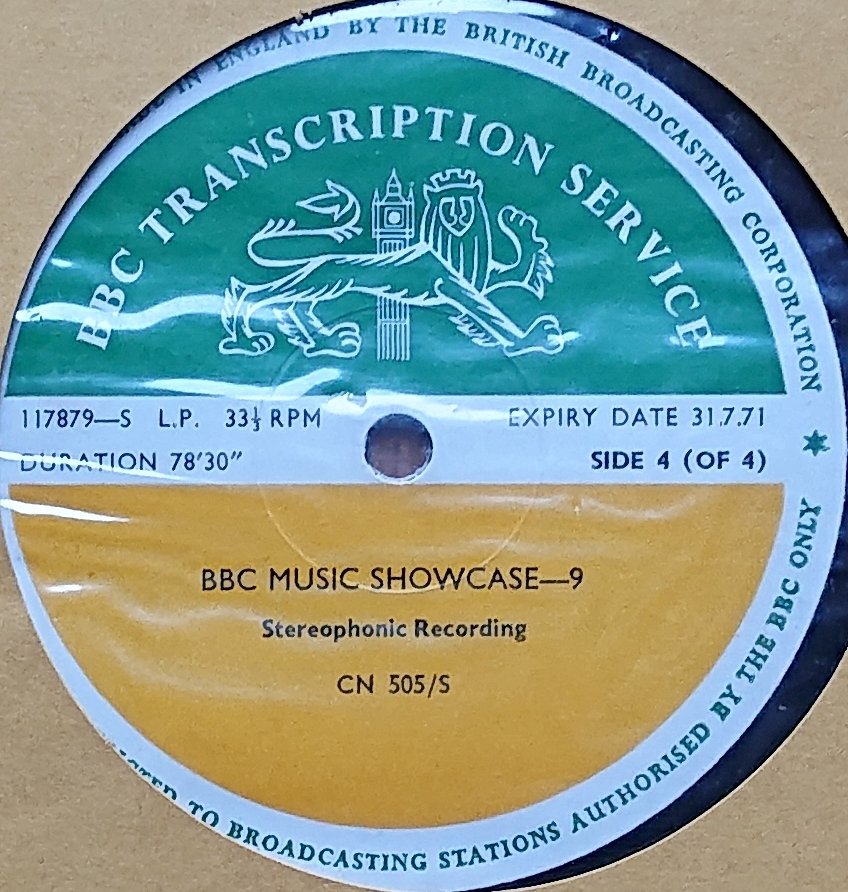 IN ENGLAND BY THE BRITISH BROADCASTING CORPORATION
BBC TRANSCRIPTION SERVICE
117879—S L.P. 33⅓ RPM
EXPIRY DATE 31.7.71
DURATION 78'30"
SIDE 4 (OF 4)
BBC MUSIC SHOWCASE—9
Stereophonic Recording
CN 505/S
TO BROADCASTING STATIONS AUTHORISED BY THE BBC ONLY